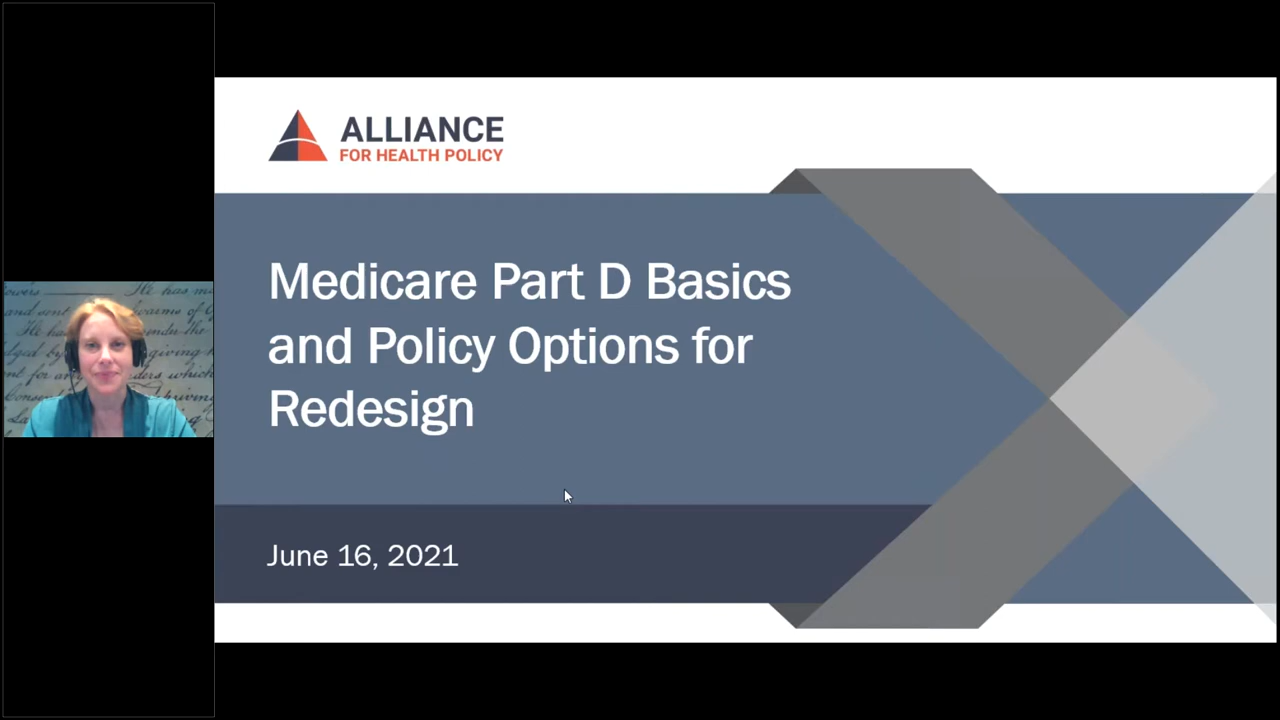 ALLIANCE
FOR HEALTH POLICY
Medicare Part D Basics
and Policy Options for
Redesign
June 16, 2021